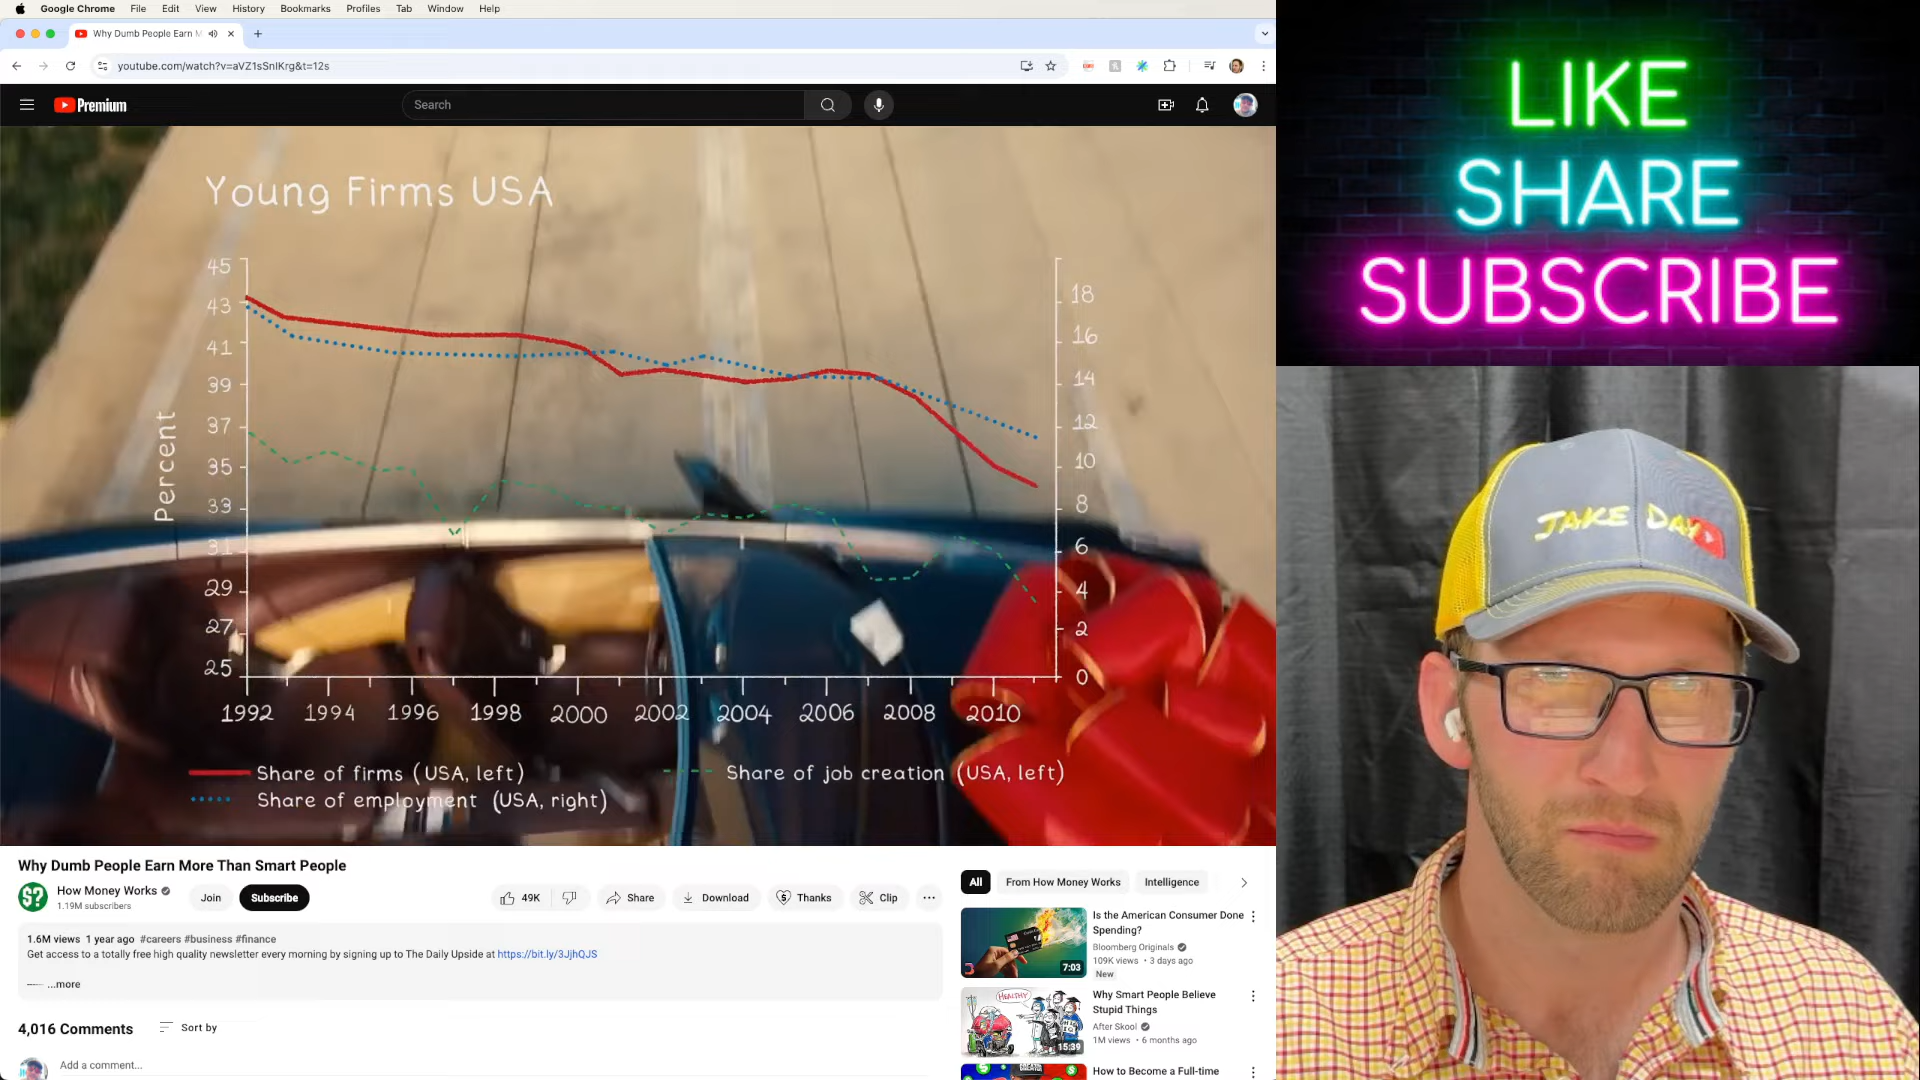 Google Chrome File Edit View History Bookmarks Profiles Tab Window Help
Why Dumb People Earn M
youtube.com/watch?v=aVZ1sSnIKrg&t=12s
Premium
Search
Young Firms USA
Percent
45
43
41
39
37
35
33
31
29
27
25
18
16
14
12
10
8
6
4
2
0
1992 1994 1996 1998 2000 2002 2004 2006 2008 2010
Share of firms (USA, left)
Share of job creation (USA, left)
Share of employment (USA, right)
Why Dumb People Earn More Than Smart People
$?
How Money Works
1.19M subscribers
Join
Subscribe
49K
Share
Download
Thanks
Clip
1.6M views 1 year ago #careers #business #finance
Get access to a totally free high quality newsletter every morning by signing up to The Daily Upside at https://bit.ly/3JjhQJS
...more
4,016 Comments
Sort by
Add a comment...
All
From How Money Works
Intelligence
Is the American Consumer Done
Spending?
Bloomberg Originals
109K views • 3 days ago
New
7:03
HEALTHY
Why Smart People Believe
Stupid Things
After Skool
1M views • 6 months ago
15:39
How to Become a Full-time
LIKE
SHARE
SUBSCRIBE
JAKE DAY